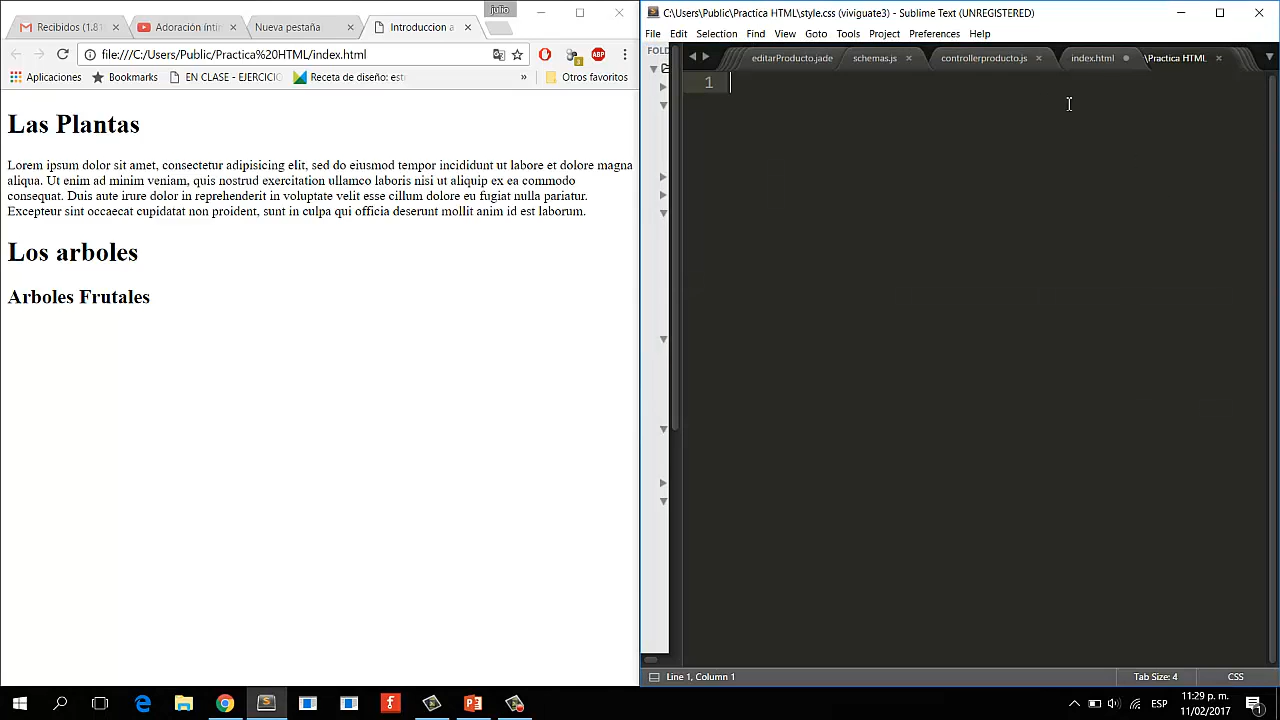 julio
Recibidos (1.81
Adoración ínti
Nueva pestaña
Introduccion a
file:///C:/Users/Public/Practica%20HTML/index.html
ABP
3
Aplicaciones
Bookmarks
EN CLASE - EJERCICIO
Receta de diseño: est
»
Otros favoritos
Las Plantas
Lorem ipsum dolor sit amet, consectetur adipisicing elit, sed do eiusmod tempor incididunt ut labore et dolore magna
aliqua. Ut enim ad minim veniam, quis nostrud exercitation ullamco laboris nisi ut aliquip ex ea commodo
consequat. Duis aute irure dolor in reprehenderit in voluptate velit esse cillum dolore eu fugiat nulla pariatur.
Excepteur sint occaecat cupidatat non proident, sunt in culpa qui officia deserunt mollit anim id est laborum.
Los arboles
Arboles Frutales
C:\Users\Public\Practica HTML\style.css (viviguate3) - Sublime Text (UNREGISTERED)
File Edit Selection Find View Goto Tools Project Preferences Help
FOLD
editarProducto.jade
schemas.js
controllerproducto.js
index.html
\Practica HTML
1
Line 1, Column 1
Tab Size: 4
CSS
ESP
11:29 p. m.
11/02/2017
1